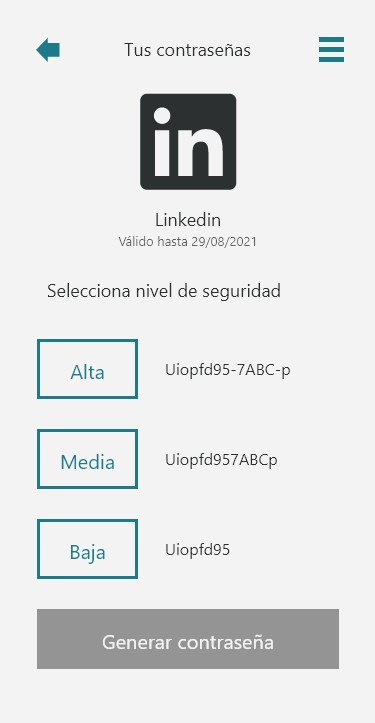 Tus contraseñas
in
Linkedin
Válido hasta 29/08/2021
Selecciona nivel de seguridad
Alta
Uiopfd95-7ABC-p
Media
Uiopfd957ABCp
Baja
Uiopfd95
Generar contraseña